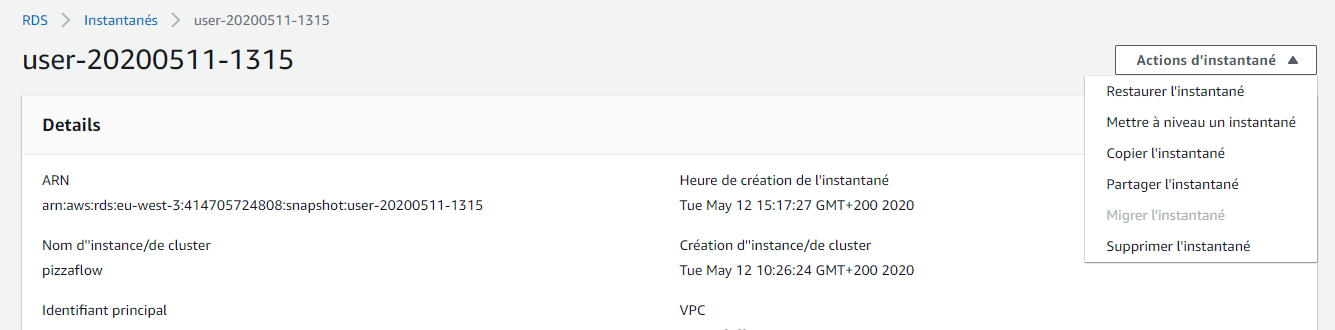 RDS > Instantanés > user-20200511-1315
user-20200511-1315
Actions d'instantané ▲
Restaurer l'instantané
Mettre à niveau un instantané
Copier l'instantané
Partager l'instantané
Migrer l'instantané
Supprimer l'instantané
Details
ARN
arn:aws:rds:eu-west-3:414705724808:snapshot:user-20200511-1315
Heure de création de l'instantané
Tue May 12 15:17:27 GMT+200 2020
Nom d''instance/de cluster
pizzaflow
Création d''instance/de cluster
Tue May 12 10:26:24 GMT+200 2020
Identifiant principal
VPC